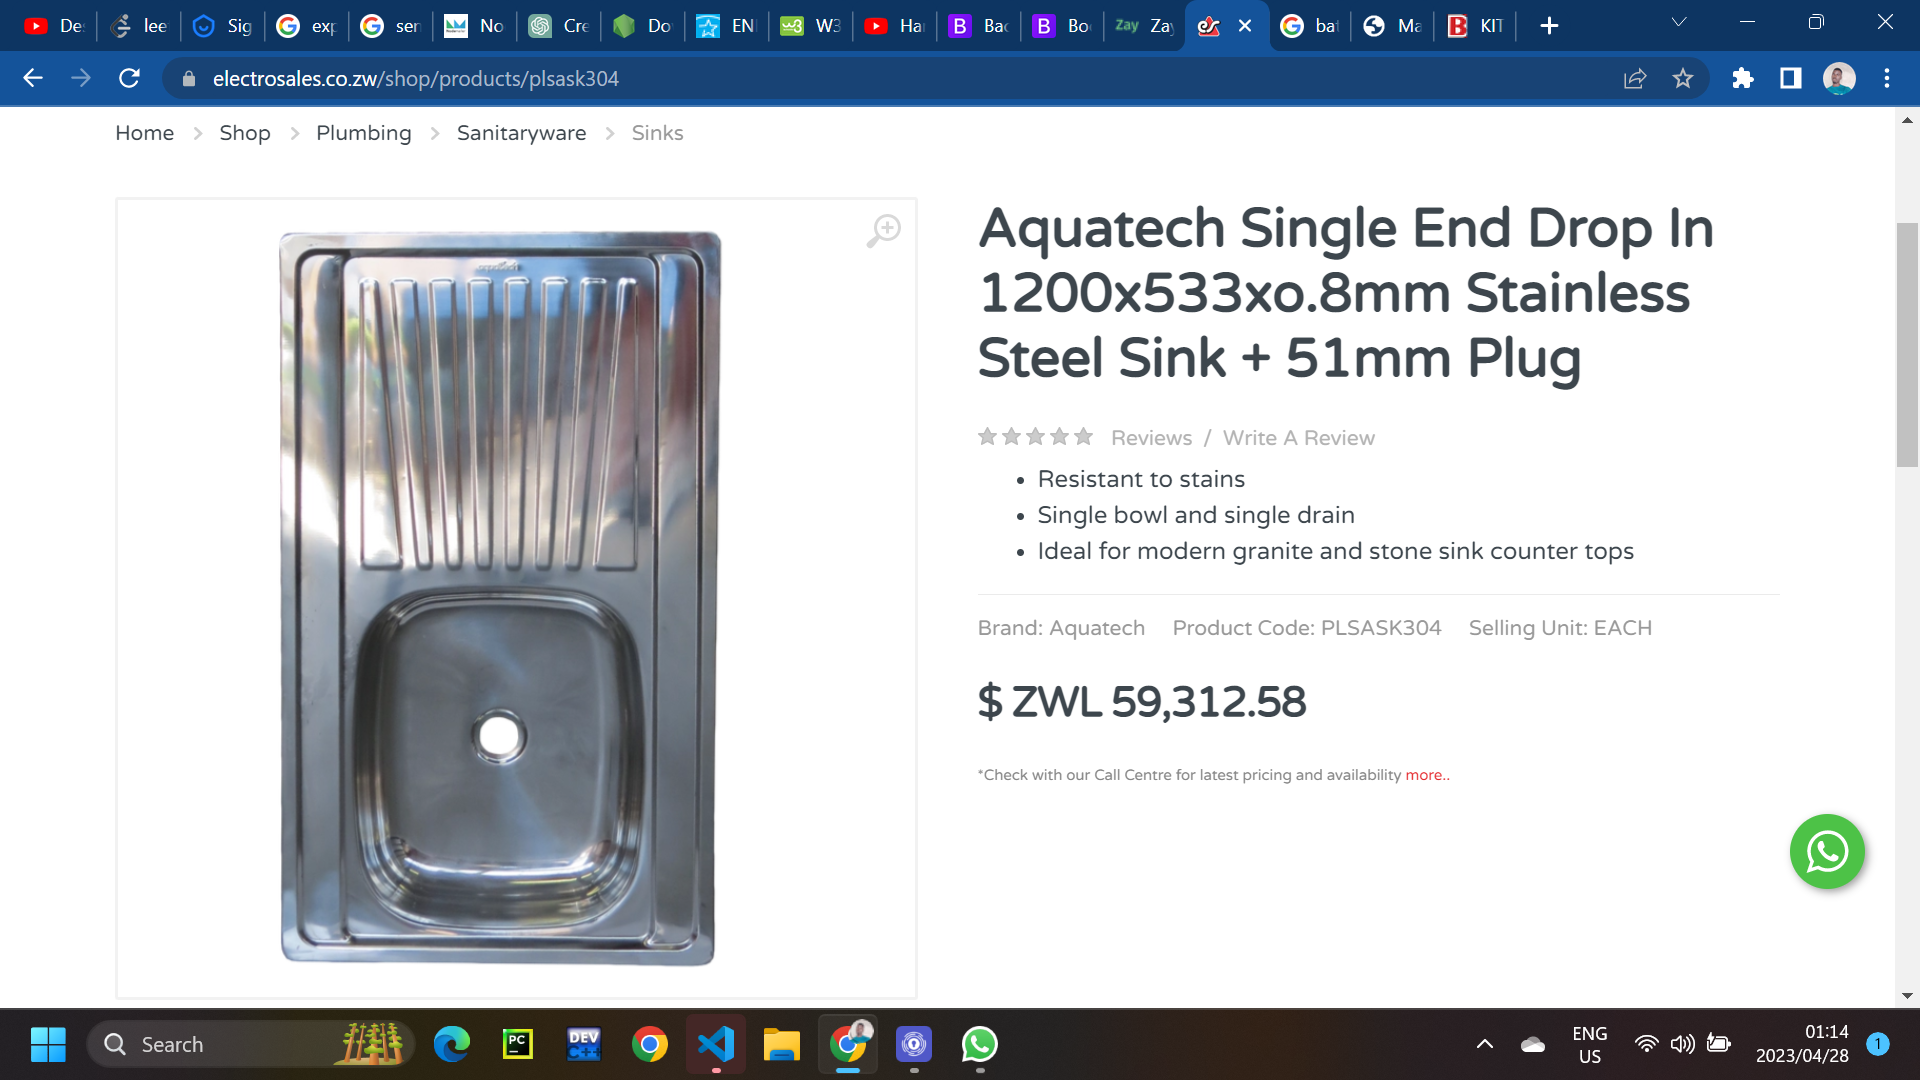 De
lee
Sig
exp
sen
No
Cre
Do
EN
W3
Ha
Bac
Bo
Zay
Za
bat
Ma
KIT
electrosales.co.zw/shop/products/plsask304
Home > Shop > Plumbing > Sanitaryware > Sinks
Aquatech Single End Drop In
1200x533xo.8mm Stainless
Steel Sink + 51mm Plug
Reviews / Write A Review
• Resistant to stains
• Single bowl and single drain
• Ideal for modern granite and stone sink counter tops
Brand: Aquatech Product Code: PLSASK304 Selling Unit: EACH
$ ZWL 59,312.58
*Check with our Call Centre for latest pricing and availability more..
Search
PC
DEV
C++
ENG
US
01:14
2023/04/28
1